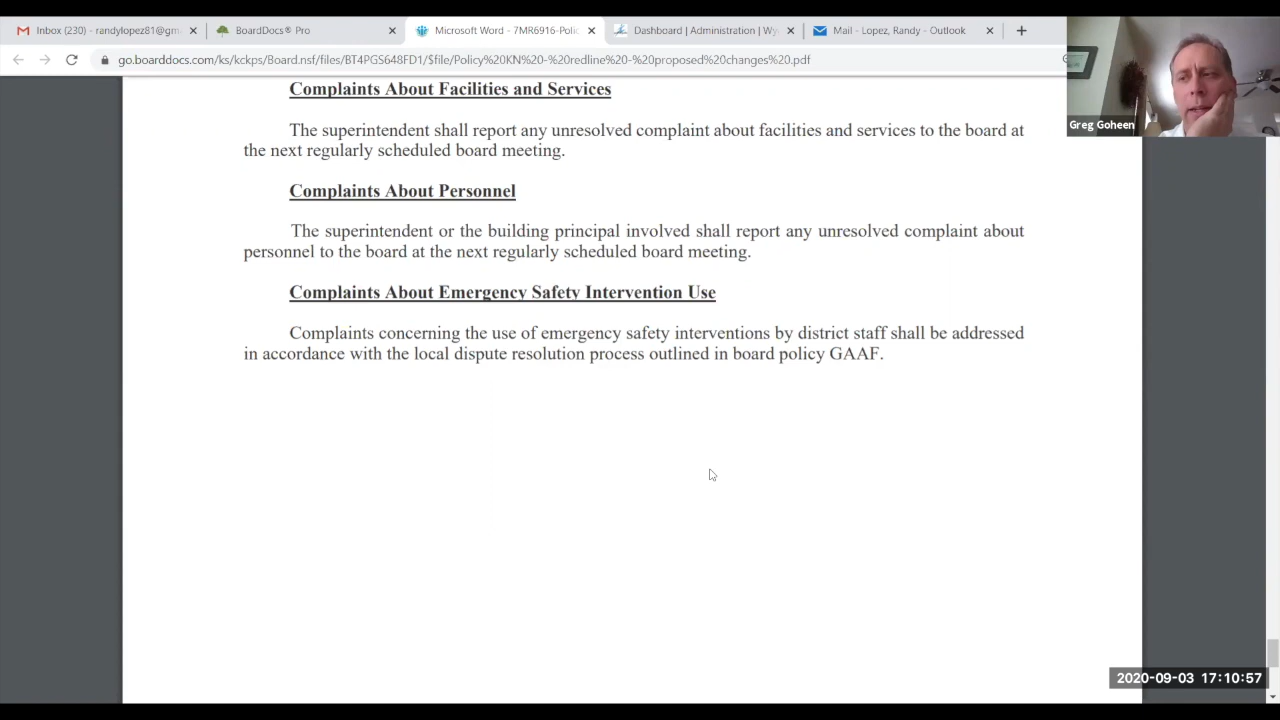 Inbox (230) - randylopez81@gm
BoardDocs® Pro
Microsoft Word - 7MR6916-Polic
Dashboard | Administration | Wy
Mail - Lopez, Randy - Outlook
go.boarddocs.com/ks/kckps/Board.nsf/files/BT4PGS648FD1/$file/Policy%20KN%20-%20redline%20-%20proposed%20changes%20.pdf
Greg Goheen
Complaints About Facilities and Services
The superintendent shall report any unresolved complaint about facilities and services to the board at
the next regularly scheduled board meeting.
Complaints About Personnel
The superintendent or the building principal involved shall report any unresolved complaint about
personnel to the board at the next regularly scheduled board meeting.
Complaints About Emergency Safety Intervention Use
Complaints concerning the use of emergency safety interventions by district staff shall be addressed
in accordance with the local dispute resolution process outlined in board policy GAAF.
2020-09-03 17:10:57